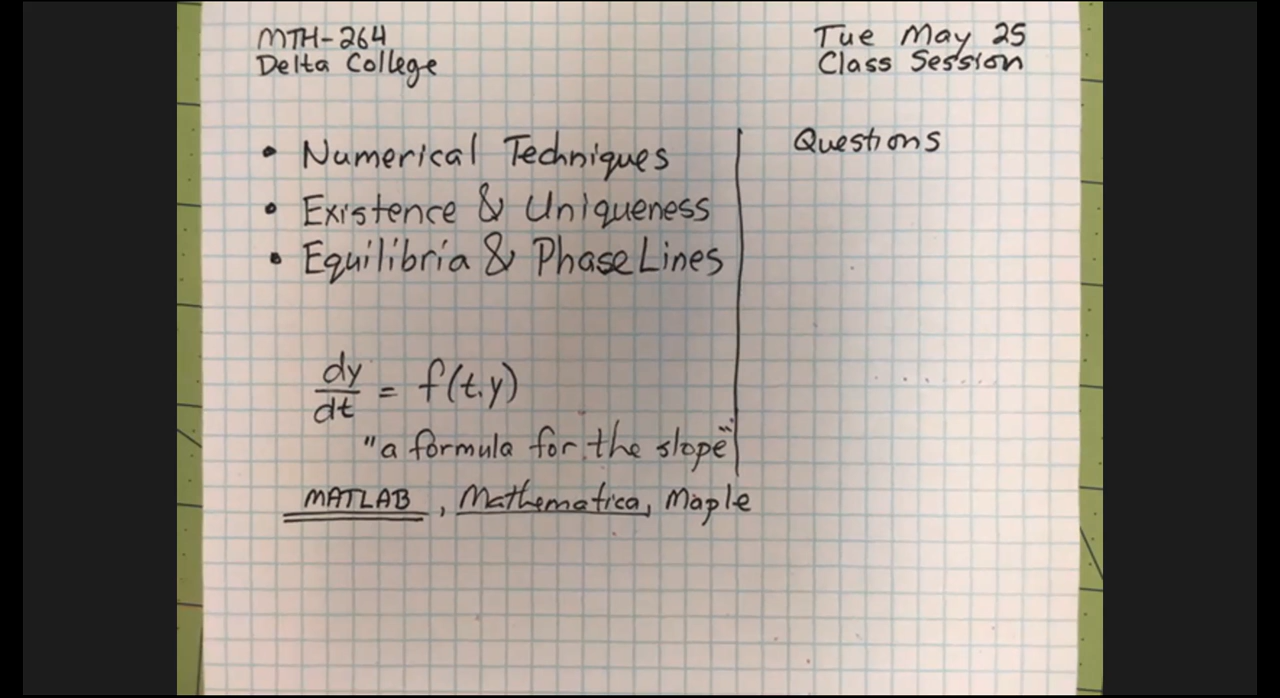 MTH-264
Delta College
Tue May 25
Class Session
• Numerical Techniques
• Existence & Uniqueness
• Equilibria & Phase Lines
Questions
dy/dt = f(t,y)
"a formula for the slope"
MATLAB, Mathematica, Maple